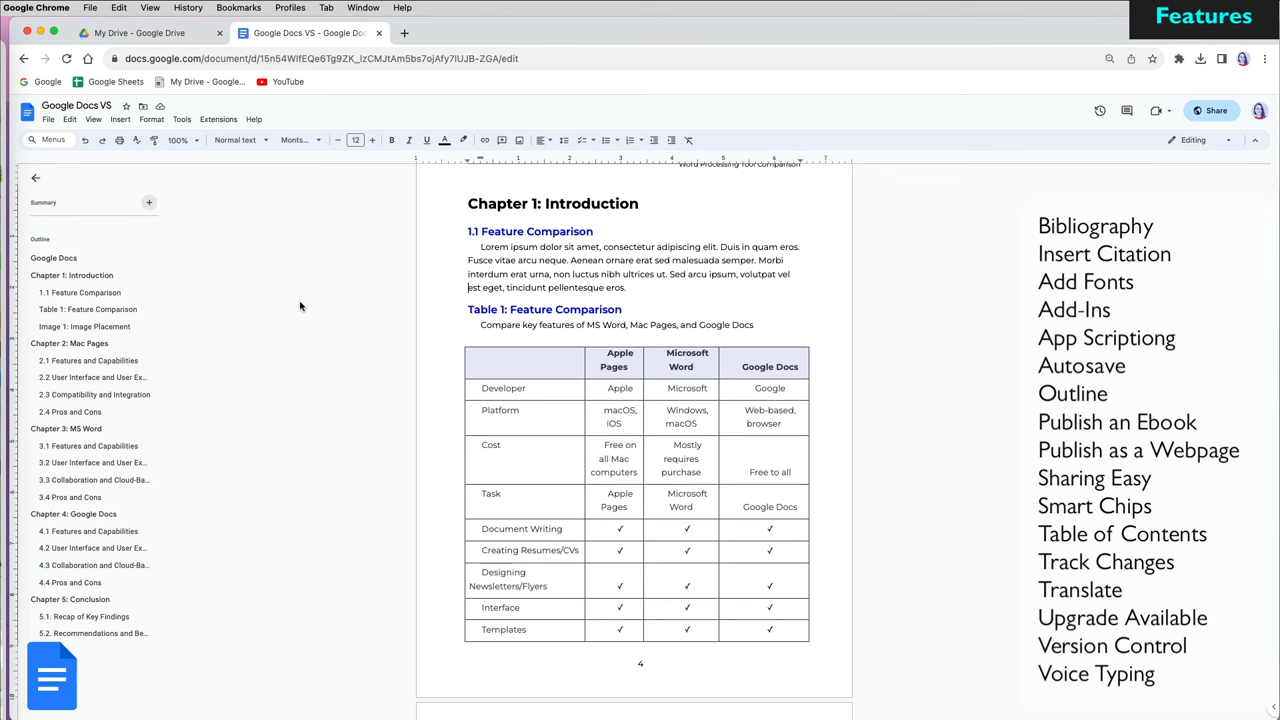 Google Chrome File Edit View History Bookmarks Profiles Tab Window Help
Features
My Drive - Google Drive
Google Docs VS - Google Doc
docs.google.com/document/d/15n54WlfEQe6Tg9ZK_lzCMJtAm5bs7ojAfy7lUJB-ZGA/edit
Google Google Sheets My Drive - Google... YouTube
Google Docs VS
File Edit View Insert Format Tools Extensions Help
Share
Menus 100% Normal text Monts... 12 B I U A Editing
1 1 2 3 4 5 6 7
Word Processing Tool Comparison
Summary
Outline
Google Docs
Chapter 1: Introduction
1.1 Feature Comparison
Table 1: Feature Comparison
Image 1: Image Placement
Chapter 2: Mac Pages
2.1 Features and Capabilities
2.2 User Interface and User Ex...
2.3 Compatibility and Integration
2.4 Pros and Cons
Chapter 3: MS Word
3.1 Features and Capabilities
3.2 User Interface and User Ex...
3.3 Collaboration and Cloud-Ba...
3.4 Pros and Cons
Chapter 4: Google Docs
4.1 Features and Capabilities
4.2 User Interface and User Ex...
4.3 Collaboration and Cloud-Ba...
4.4 Pros and Cons
Chapter 5: Conclusion
5.1. Recap of Key Findings
5.2. Recommendations and Be...
Chapter 1: Introduction
1.1 Feature Comparison
Lorem ipsum dolor sit amet, consectetur adipiscing elit. Duis in quam eros.
Fusce vitae arcu neque. Aenean ornare erat sed malesuada semper. Morbi
interdum erat urna, non luctus nibh ultrices ut. Sed arcu ipsum, volutpat vel
est eget, tincidunt pellentesque eros.
Table 1: Feature Comparison
Compare key features of MS Word, Mac Pages, and Google Docs
Apple Microsoft
Pages Word Google Docs
Developer Apple Microsoft Google
Platform macOS, Windows, Web-based,
iOS macOS browser
Cost Free on Mostly
all Mac requires
computers purchase Free to all
Task Apple Microsoft
Pages Word Google Docs
Document Writing ✓ ✓ ✓
Creating Resumes/CVs ✓ ✓ ✓
Designing
Newsletters/Flyers ✓ ✓ ✓
Interface ✓ ✓ ✓
Templates ✓ ✓ ✓
4
Bibliography
Insert Citation
Add Fonts
Add-Ins
App Scriptiong
Autosave
Outline
Publish an Ebook
Publish as a Webpage
Sharing Easy
Smart Chips
Table of Contents
Track Changes
Translate
Upgrade Available
Version Control
Voice Typing